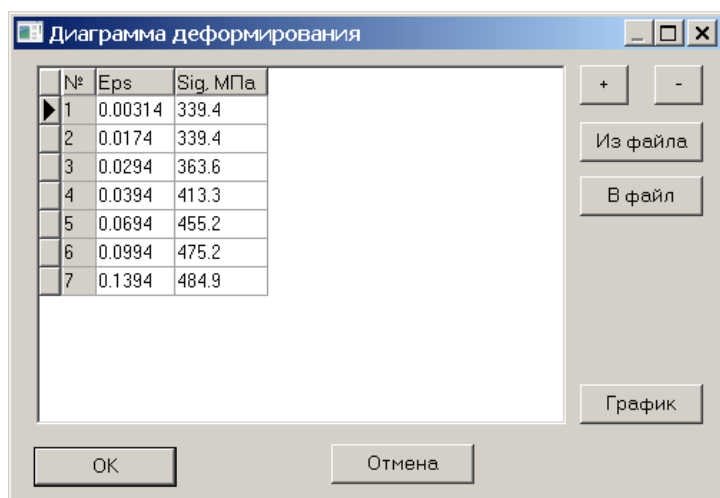 Диаграмма деформирования
№ Eps Sig, МПа
1 0.00314 339.4
2 0.0174 339.4
3 0.0294 363.6
4 0.0394 413.3
5 0.0694 455.2
6 0.0994 475.2
7 0.1394 484.9
+ -
Из файла
В файл
График
OK Отмена